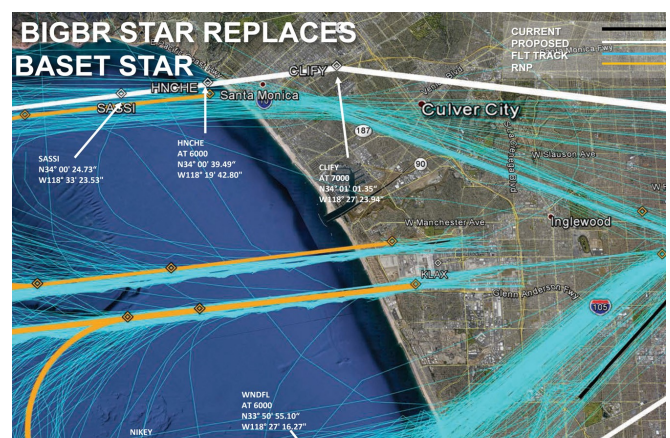 BIGBR STAR REPLACES
BASET STAR
CURRENT
PROPOSED
FLT TRACK
RNP
CLIFY
HNCHE
SASSI
Santa Monica
Culver City
187
90
W Slauson Ave
W Manchester Ave
Inglewood
KLAX
Glenn Anderson Fwy
105
SASSI
N34° 00' 24.73"
W118° 33' 23.53"
HNCHE
AT 6000
N34° 00' 39.49"
W118° 19' 42.80"
CLIFY
AT 7000
N34° 01' 01.35"
W118° 27' 23.94"
WNDFL
AT 6000
N33° 50' 55.10"
W118° 27' 16.27"
NIKEY